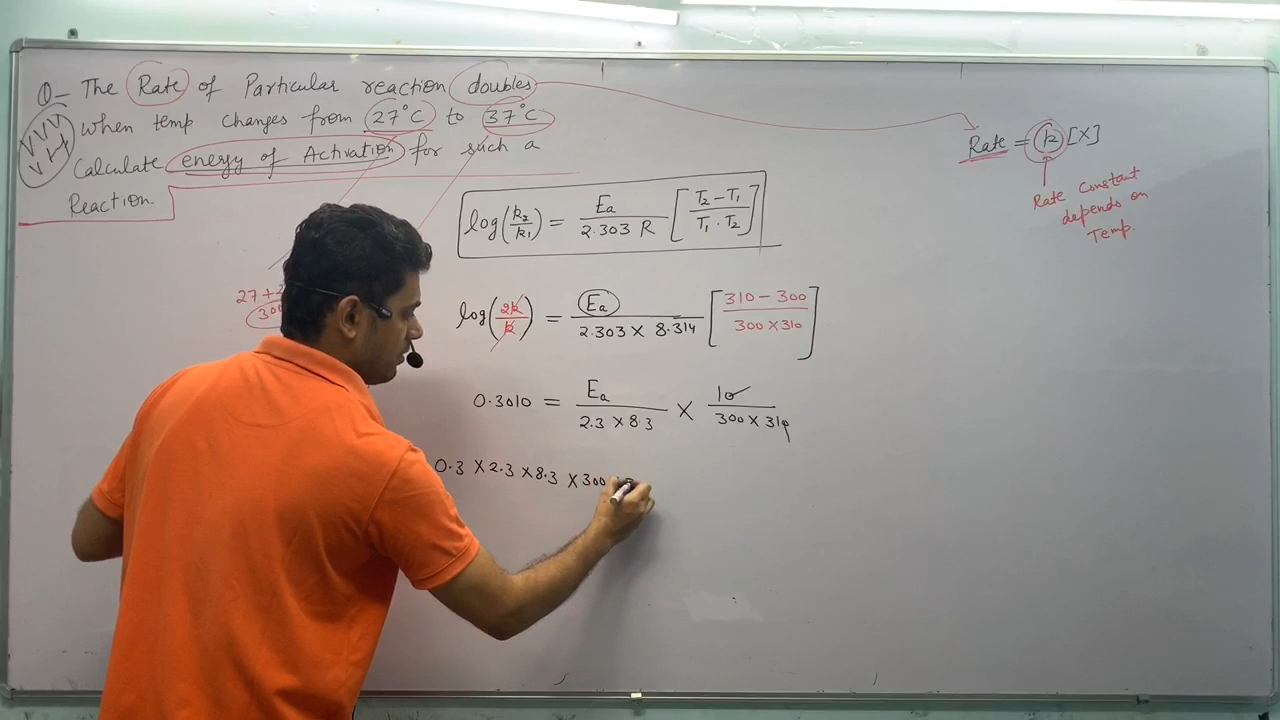 Q- The Rate of Particular reaction doubles
when temp. changes from 27°C to 37°C
Calculate energy of Activation for such a
Reaction.
Rate = k [X]
Rate Constant
depends on
Temp.
log(k2/k1) = Ea/2.303 R [T2-T1/T1.T2]
27+
300
log(2k/k) = Ea/2.303 × 8.314 [310-300/300×310]
0.3010 = Ea/2.3 × 8.3 × 10/300×310
0.3 × 2.3 × 8.3 × 300